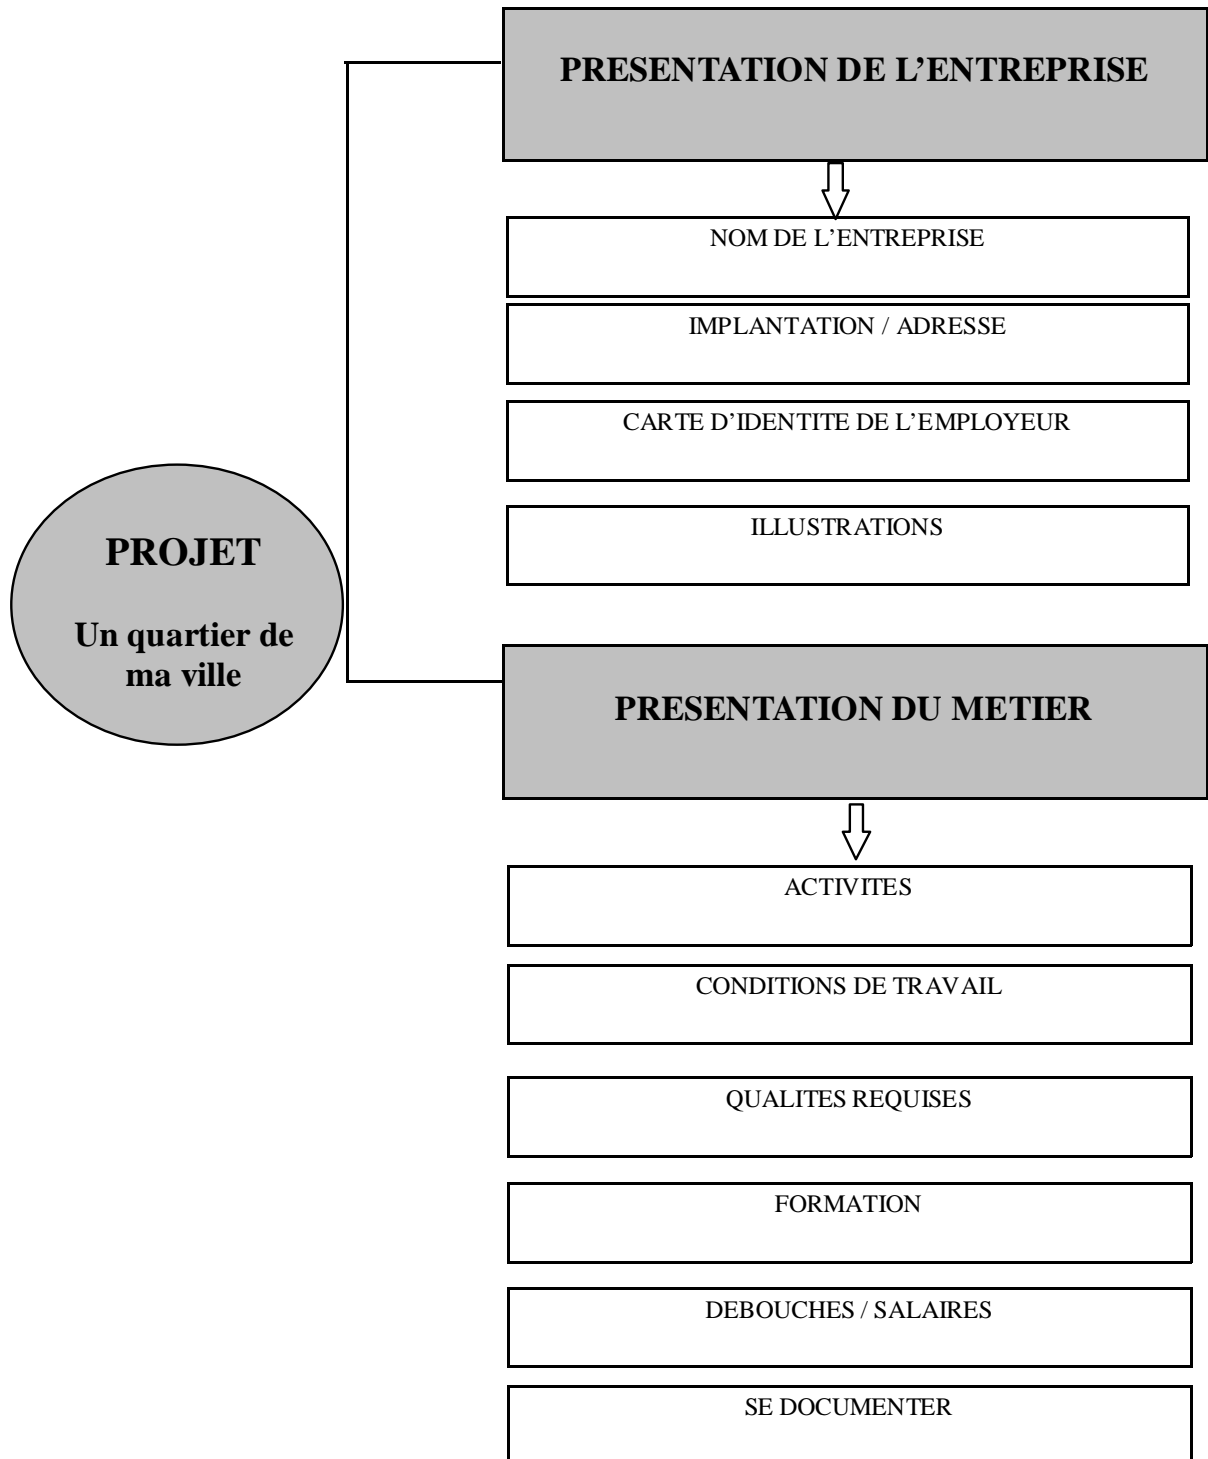 PRESENTATION DE L’ENTREPRISE
NOM DE L’ENTREPRISE
IMPLANTATION / ADRESSE
CARTE D’IDENTITE DE L’EMPLOYEUR
ILLUSTRATIONS
PROJET
Un quartier de
ma ville
PRESENTATION DU METIER
ACTIVITES
CONDITIONS DE TRAVAIL
QUALITES REQUISES
FORMATION
DEBOUCHES / SALAIRES
SE DOCUMENTER